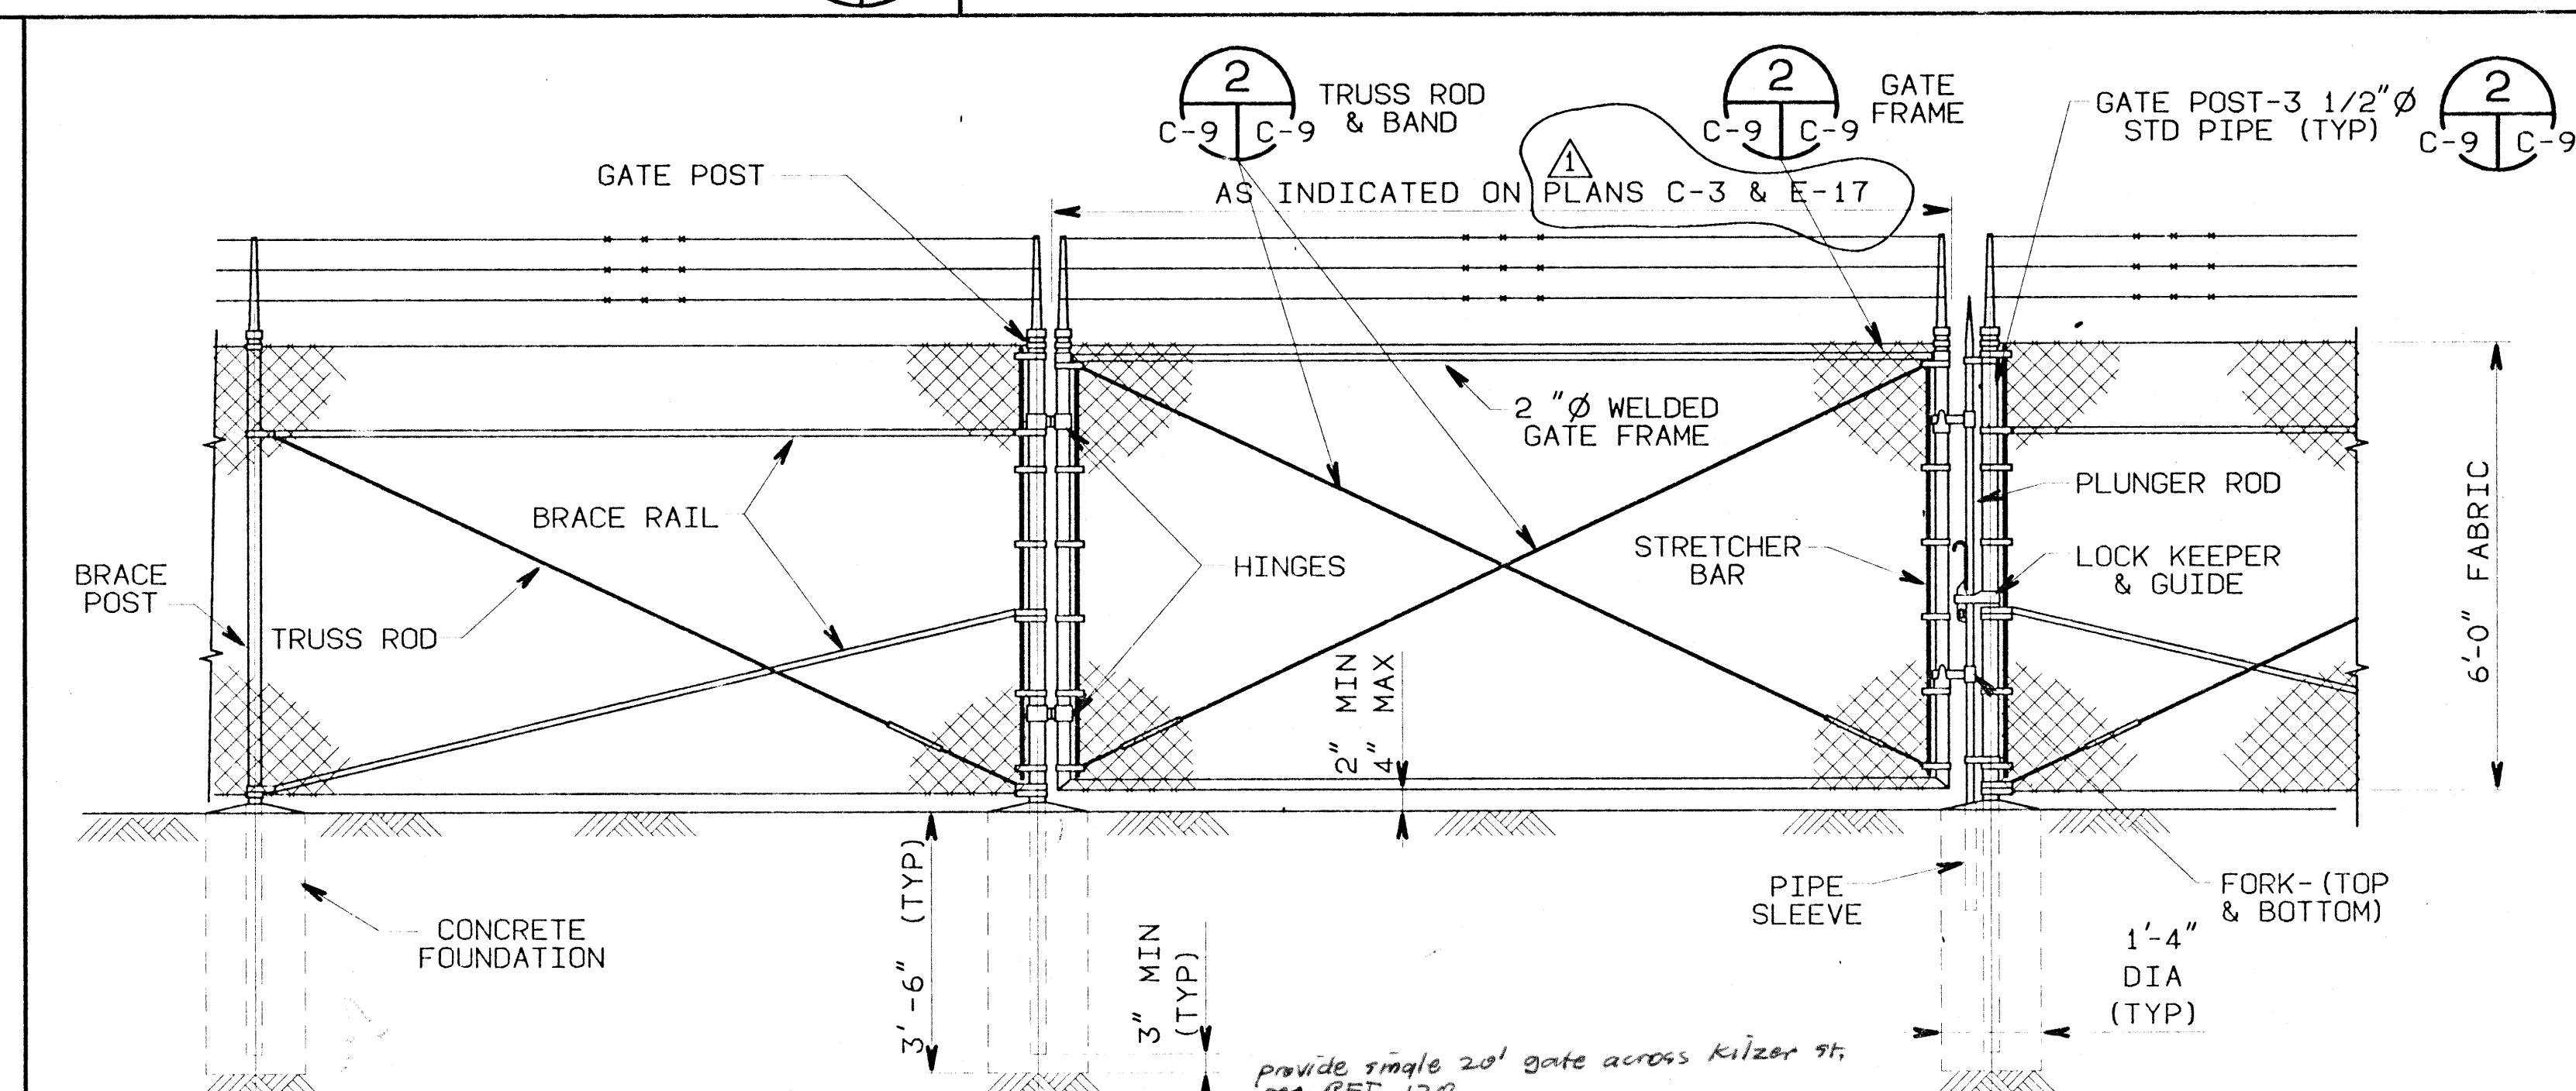 2
C-9 C-9
TRUSS ROD
& BAND
2
C-9 C-9
GATE
FRAME
GATE POST-3 1/2"Ø
STD PIPE (TYP)
2
C-9 C-9
GATE POST
1
AS INDICATED ON PLANS C-3 & E-17
2 "Ø WELDED
GATE FRAME
BRACE RAIL
PLUNGER ROD
BRACE
POST
TRUSS ROD
HINGES
STRETCHER
BAR
LOCK KEEPER
& GUIDE
6'-0" FABRIC
2" MIN
4" MAX
CONCRETE
FOUNDATION
3'-6" (TYP)
3" MIN
(TYP)
PIPE
SLEEVE
FORK-(TOP
& BOTTOM)
1'-4"
DIA
(TYP)
provide single 20' gate across Kilzer st.